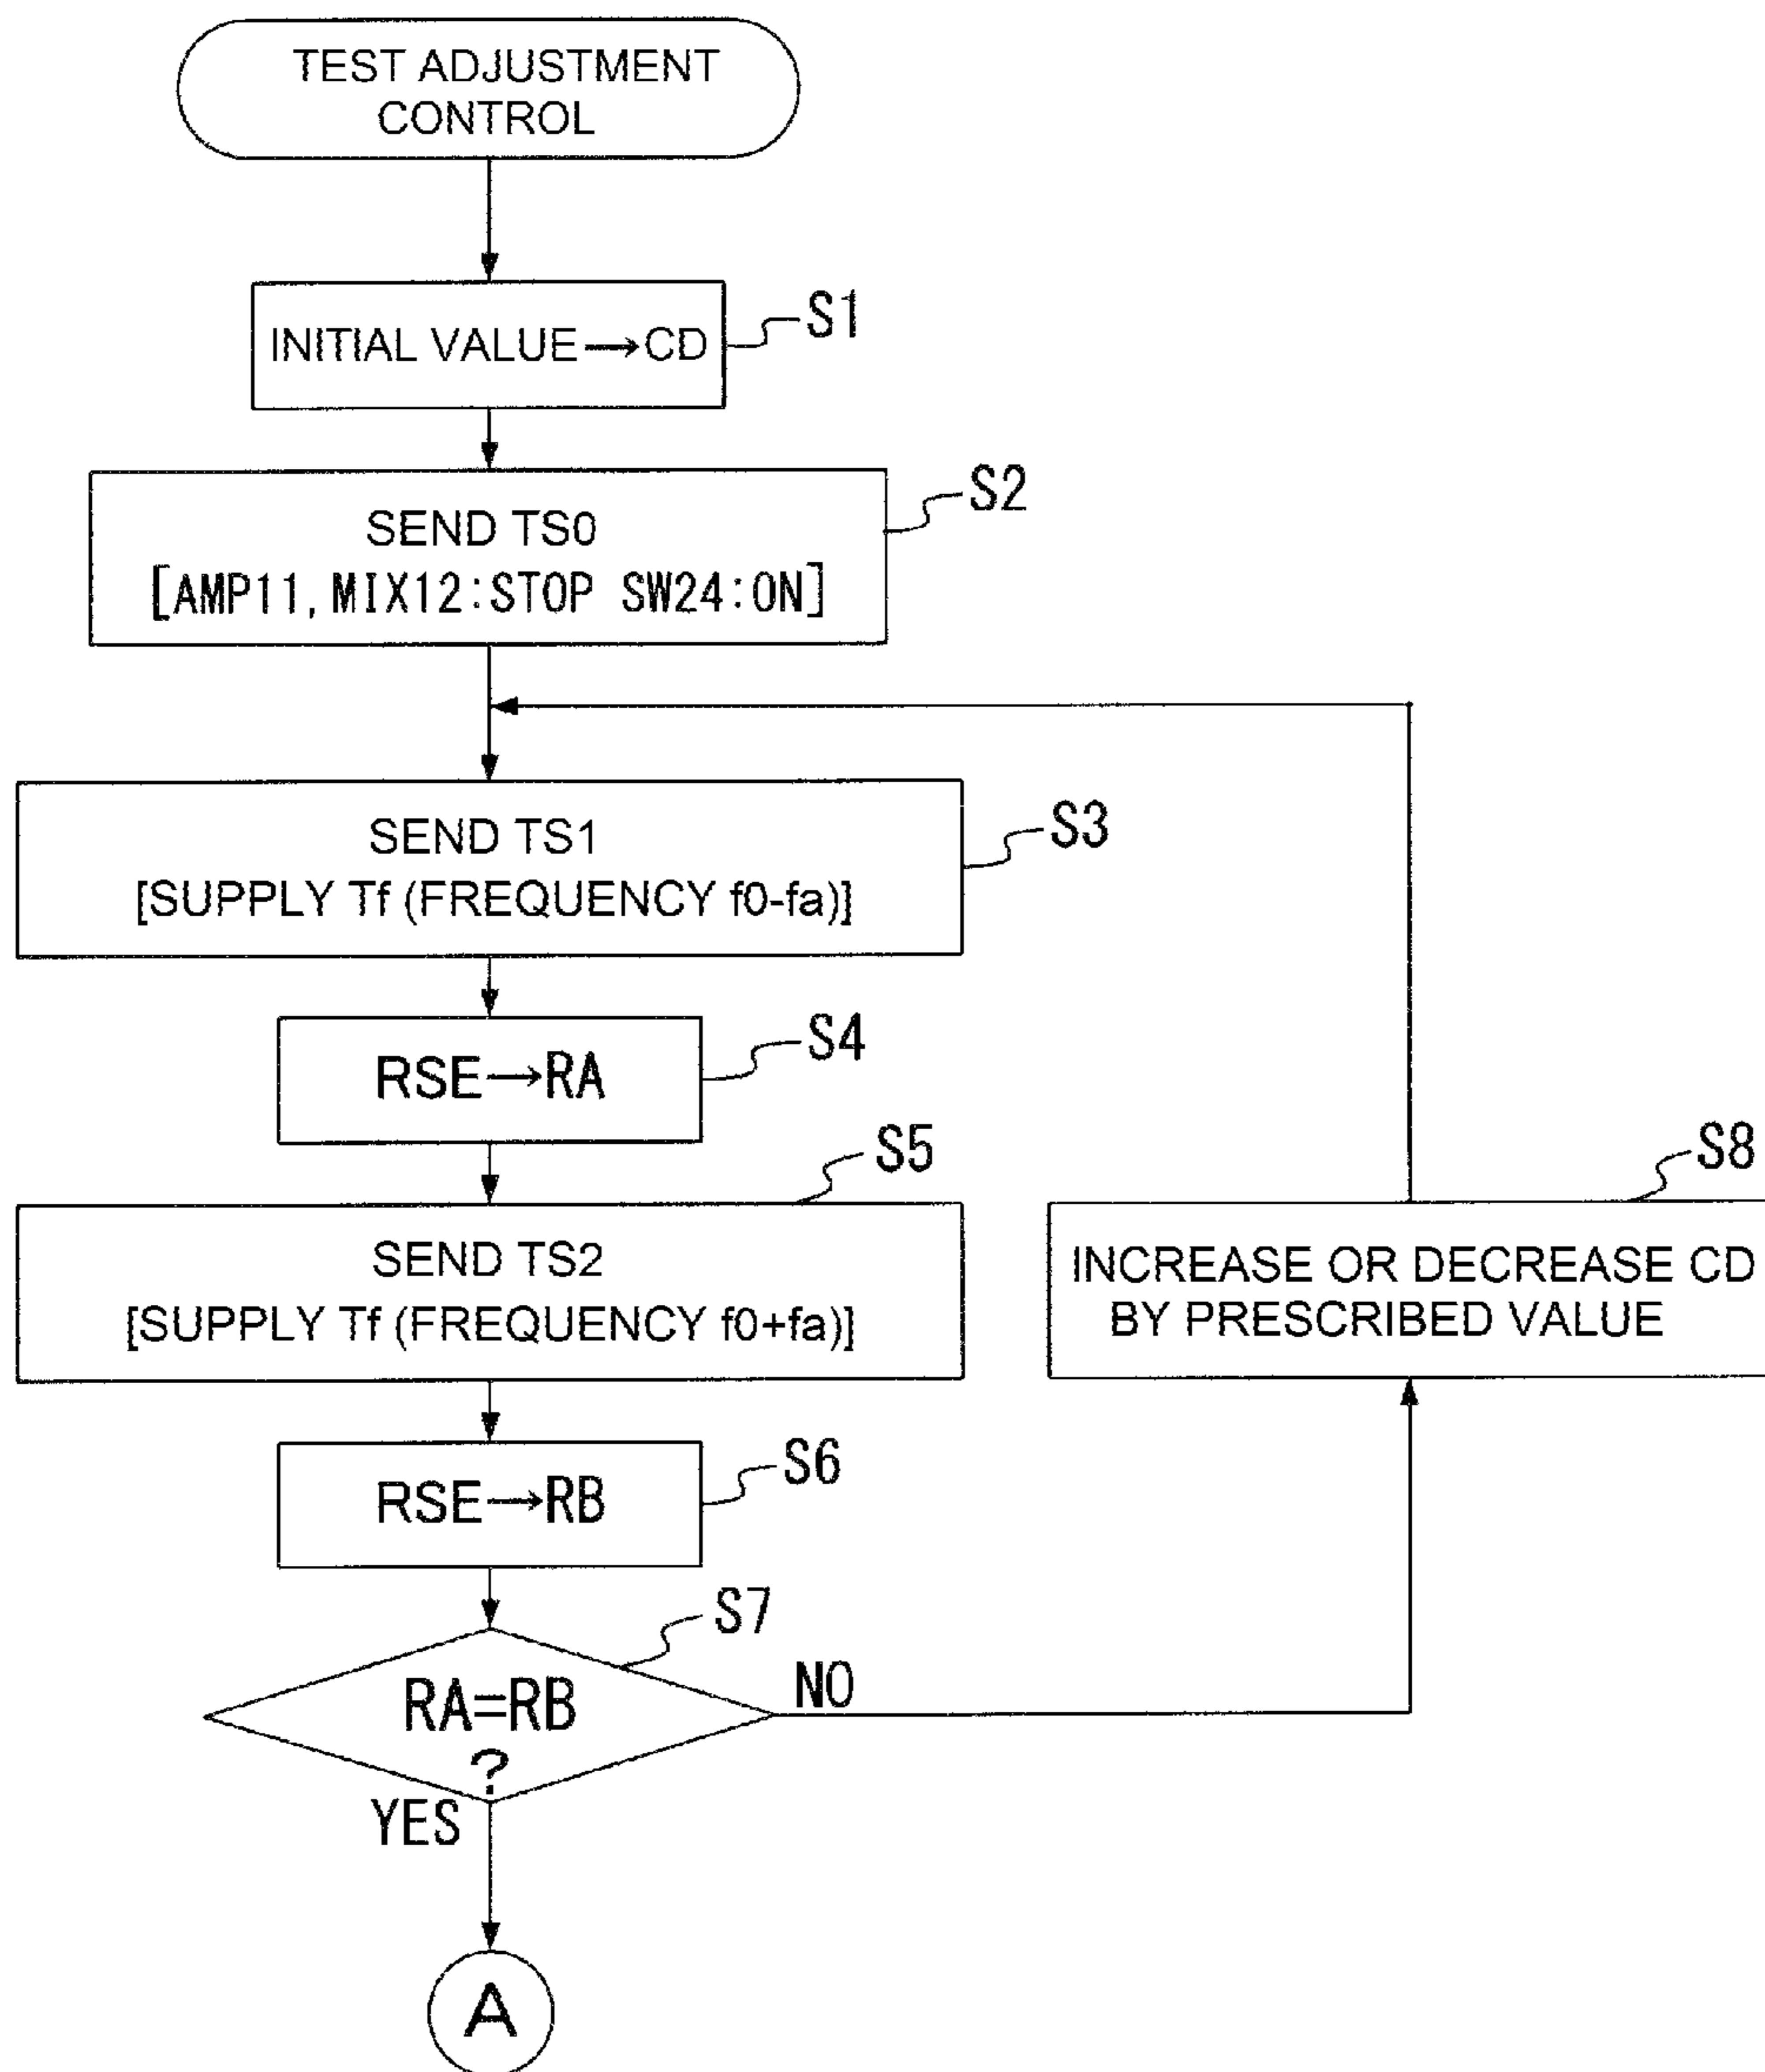 TEST ADJUSTMENT
CONTROL
INITIAL VALUE→CD
S1
S2
SEND TS0
[AMP11, MIX12:STOP SW24:ON]
S3
SEND TS1
[SUPPLY Tf (FREQUENCY f0-fa)]
S4
RSE→RA
S5
SEND TS2
[SUPPLY Tf (FREQUENCY f0+fa)]
S8
INCREASE OR DECREASE CD
BY PRESCRIBED VALUE
S6
RSE→RB
S7
RA=RB
?
NO
YES
A